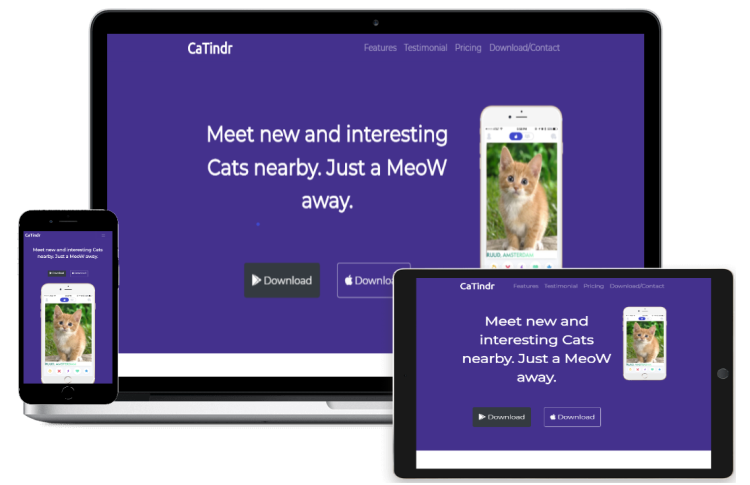 CaTindr
Features Testimonial Pricing Download/Contact
Meet new and interesting
Cats nearby. Just a MeoW
away.
Download
Download
RUUD, AMSTERDAM
CaTindr
Meet new and interesting Cats
nearby. Just a MeoW away.
Download
Download
CaTindr
Features Testimonial Pricing Download/Contact
Meet new and
interesting Cats
nearby. Just a MeoW
away.
Download
Download